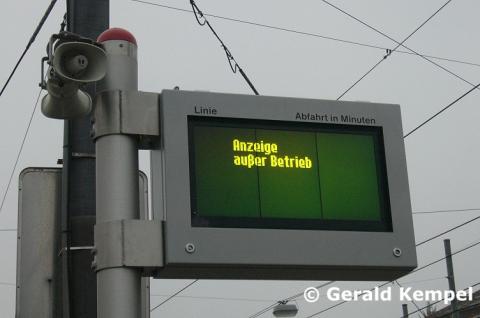 Linie Abfahrt in Minuten
Anzeige
außer Betrieb
© Gerald Kempel